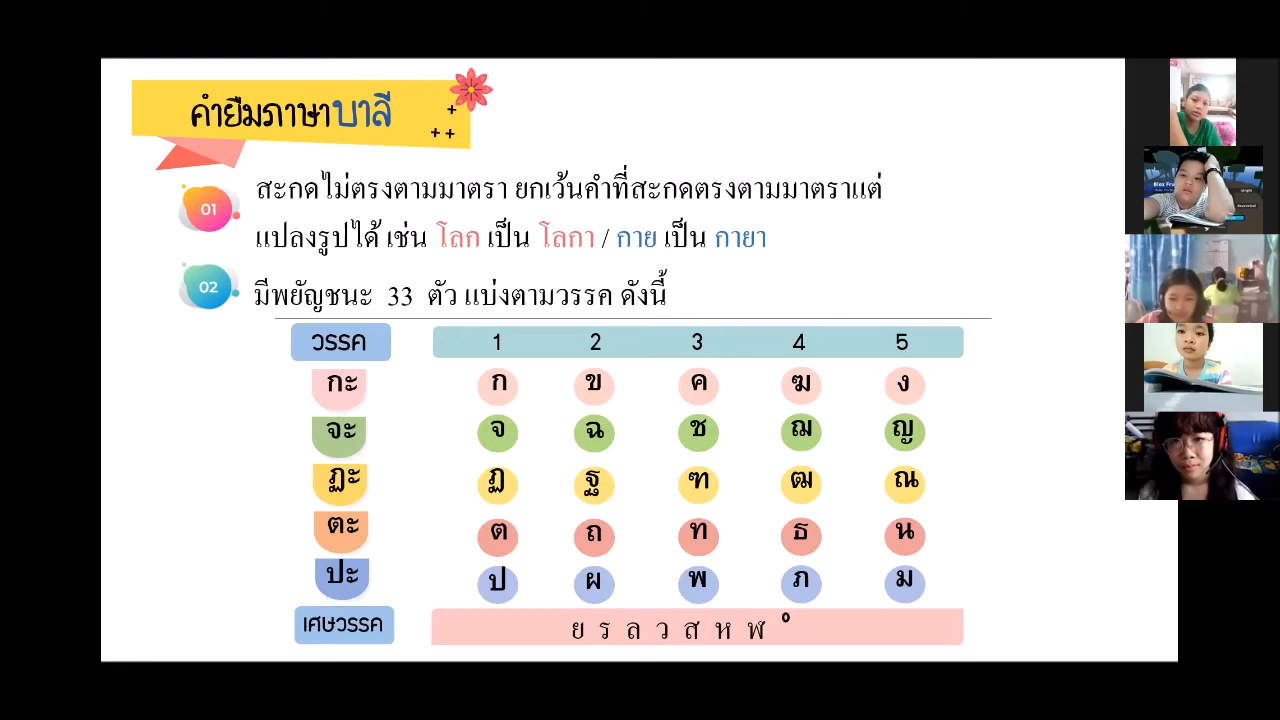 คำยืมภาษาบาลี
01
สะกดไม่ตรงตามมาตรา ยกเว้นคำที่สะกดตรงตามมาตราแต่
แปลงรูปได้ เช่น โลก เป็น โลกา / กาย เป็น กายา
02
มีพยัญชนะ 33 ตัว แบ่งตามวรรค ดังนี้
วรรค 1 2 3 4 5
กะ ก ข ค ฆ ง
จะ จ ฉ ช ฌ ญ
ฏะ ฏ ฐ ฑ ฒ ณ
ตะ ต ถ ท ธ น
ปะ ป ผ พ ภ ม
เศษวรรค ย ร ล ว ส ห ฬ ํ